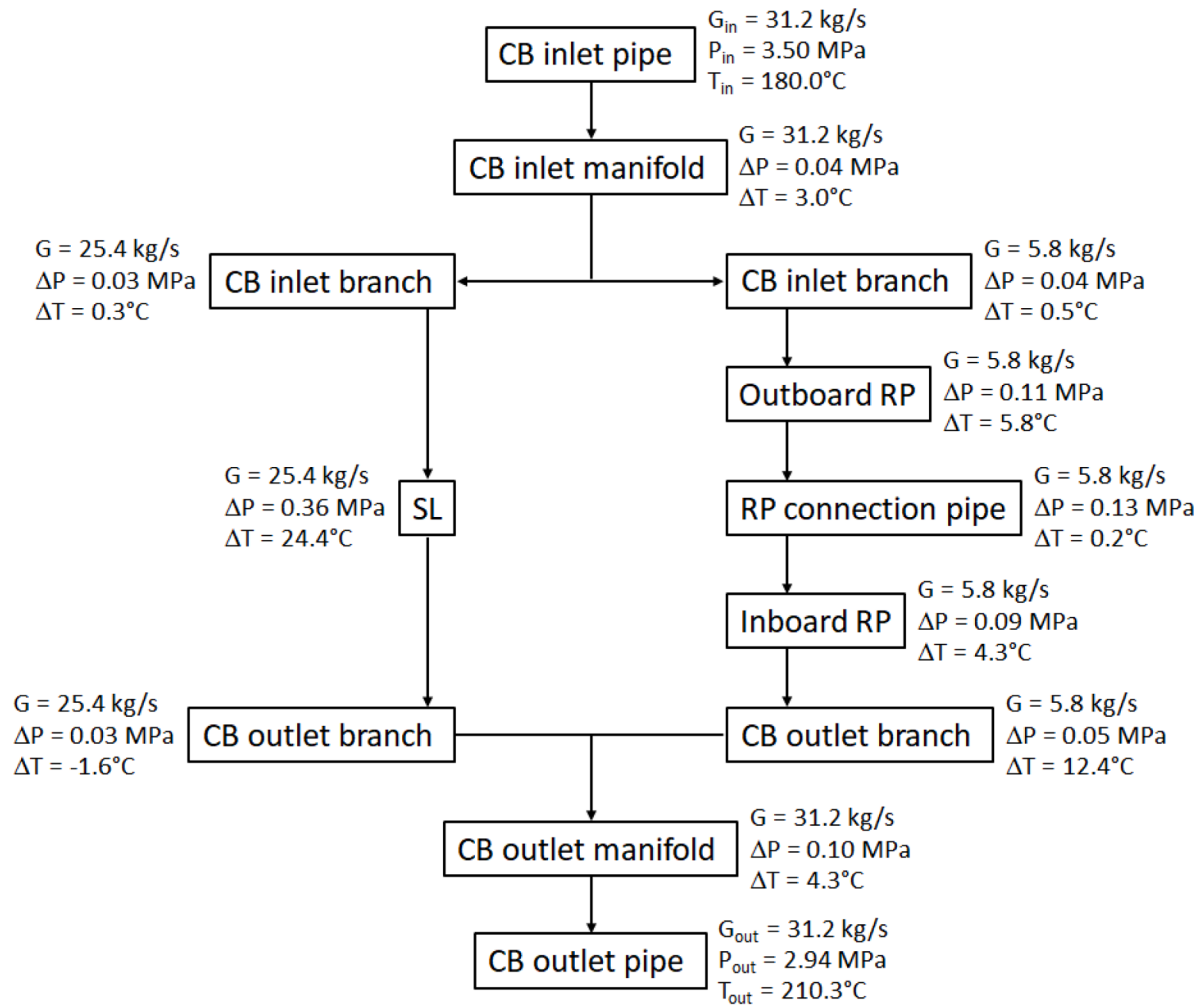 CB inlet pipe
G_in = 31.2 kg/s
P_in = 3.50 MPa
T_in = 180.0°C
CB inlet manifold
G = 31.2 kg/s
ΔP = 0.04 MPa
ΔT = 3.0°C
G = 25.4 kg/s
ΔP = 0.03 MPa
ΔT = 0.3°C
CB inlet branch
CB inlet branch
G = 5.8 kg/s
ΔP = 0.04 MPa
ΔT = 0.5°C
Outboard RP
G = 5.8 kg/s
ΔP = 0.11 MPa
ΔT = 5.8°C
G = 25.4 kg/s
ΔP = 0.36 MPa
ΔT = 24.4°C
SL
RP connection pipe
G = 5.8 kg/s
ΔP = 0.13 MPa
ΔT = 0.2°C
Inboard RP
G = 5.8 kg/s
ΔP = 0.09 MPa
ΔT = 4.3°C
G = 25.4 kg/s
ΔP = 0.03 MPa
ΔT = -1.6°C
CB outlet branch
CB outlet branch
G = 5.8 kg/s
ΔP = 0.05 MPa
ΔT = 12.4°C
CB outlet manifold
G = 31.2 kg/s
ΔP = 0.10 MPa
ΔT = 4.3°C
CB outlet pipe
G_out = 31.2 kg/s
P_out = 2.94 MPa
T_out = 210.3°C